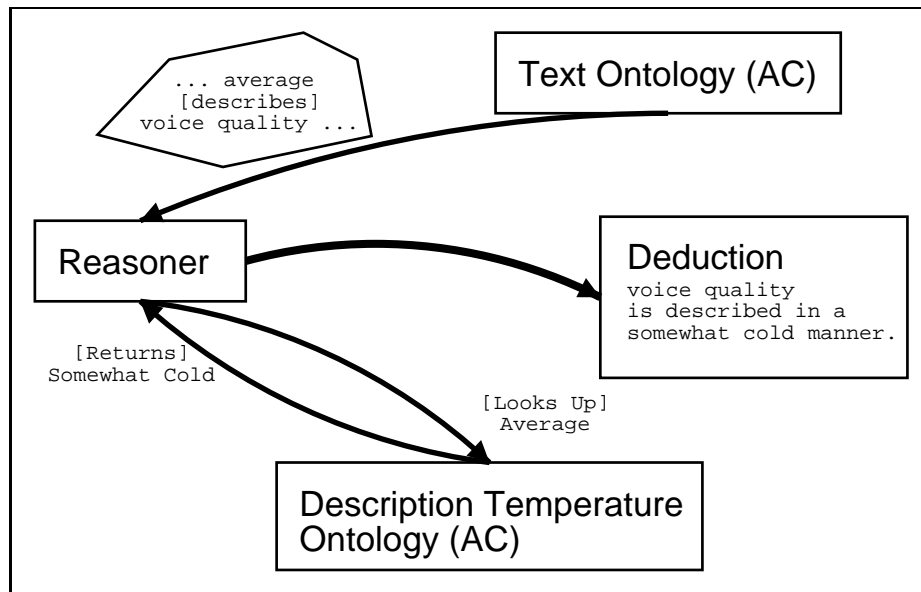 ... average
[describes]
voice quality ...
Text Ontology (AC)
Reasoner
Deduction
voice quality
is described in a
somewhat cold manner.
[Returns]
Somewhat Cold
[Looks Up]
Average
Description Temperature
Ontology (AC)